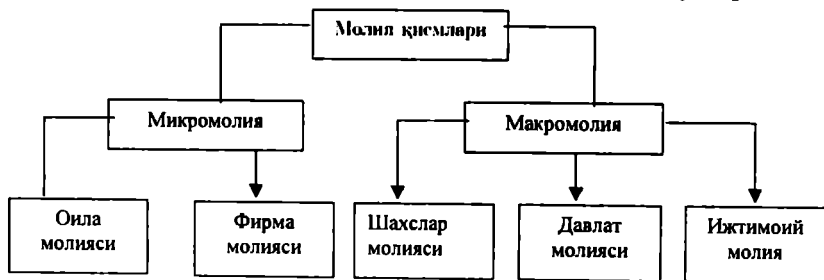 Молия қисмлари
Микромолия
Макромолия
Оила
молияси
Фирма
молияси
Шахслар
молияси
Давлат
молияси
Ижтимоий
молия